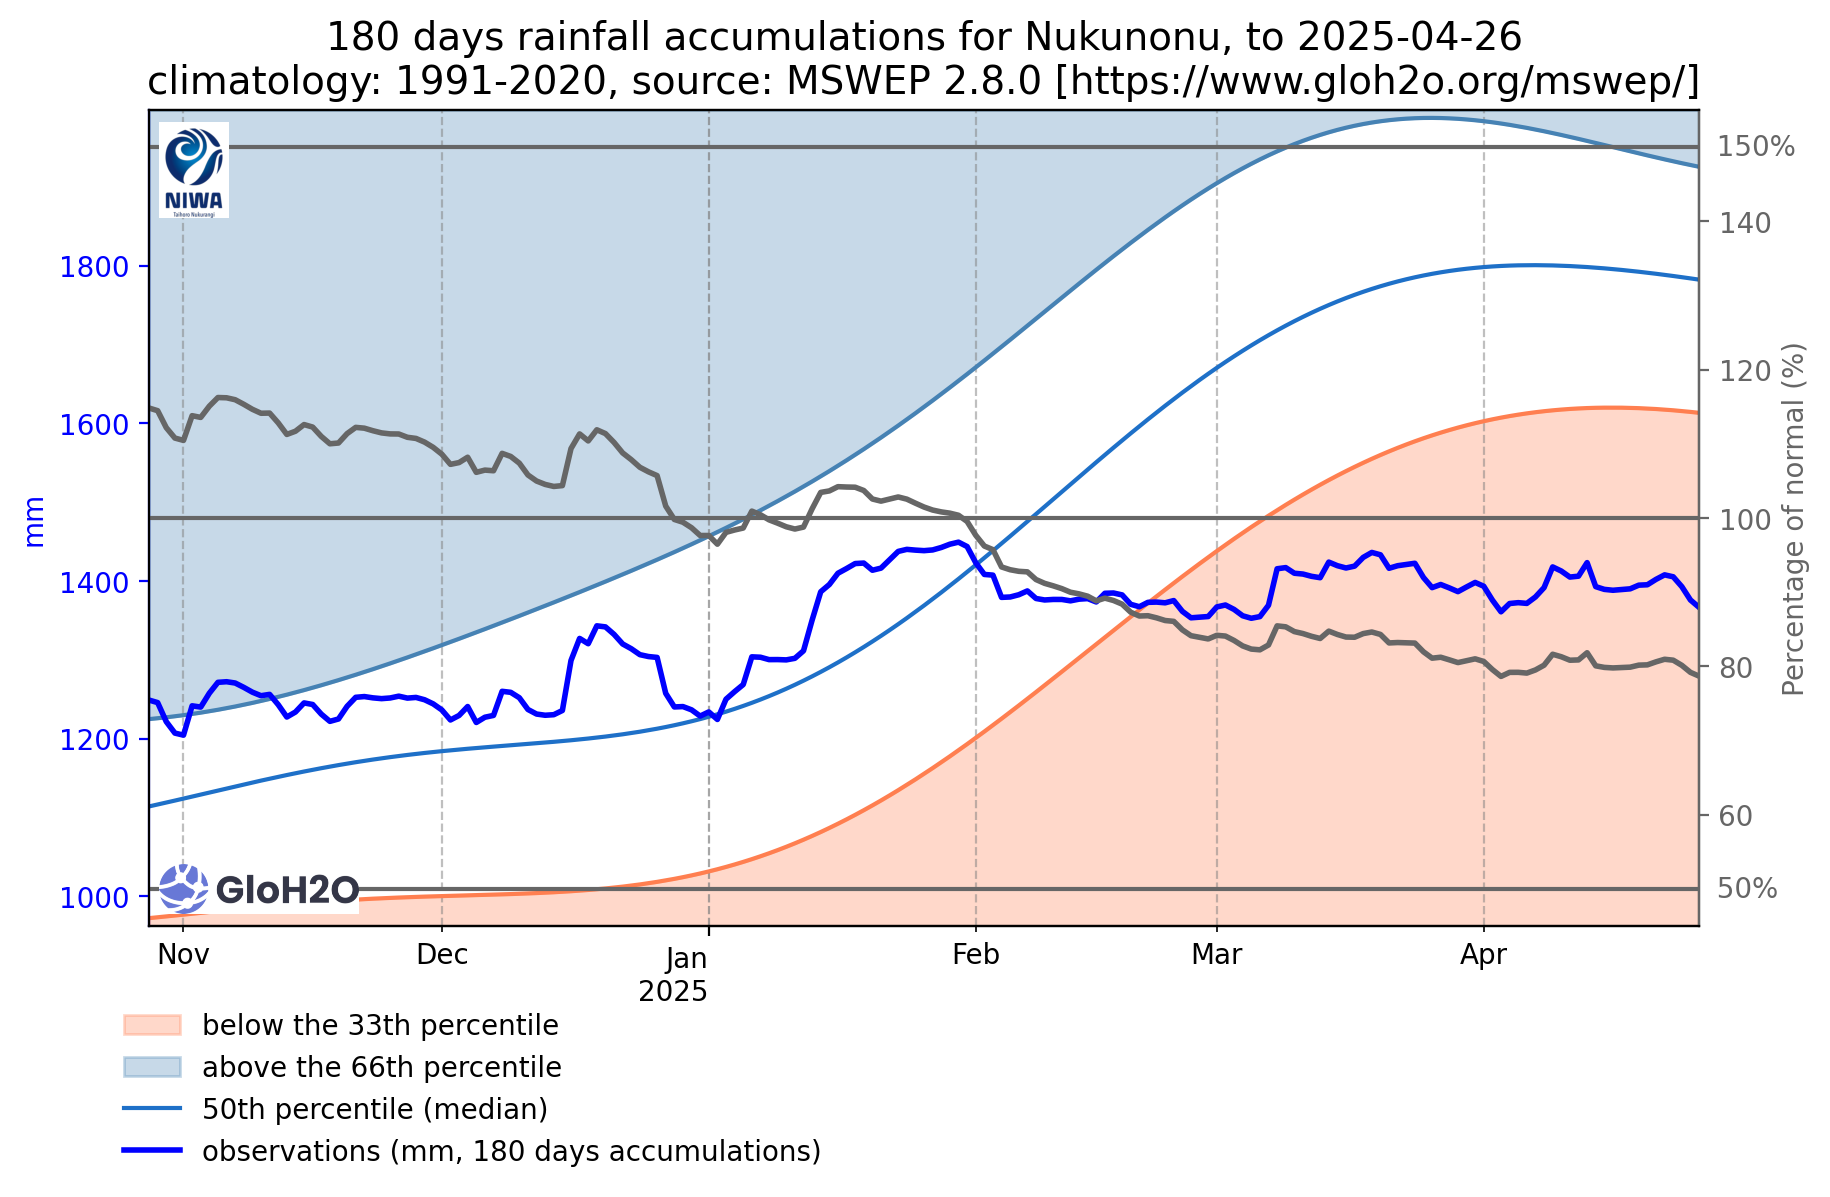 180 days rainfall accumulations for Nukunonu, to 2025-04-26
climatology: 1991-2020, source: MSWEP 2.8.0 [https://www.gloh2o.org/mswep/]
NIWA
Taihoro Nukurangi
150%
140
1800
120
1600
Percentage of normal (%)
mm
100
1400
80
1200
60
GloH2O
50%
1000
Nov
Dec
Jan
2025
Feb
Mar
Apr
below the 33th percentile
above the 66th percentile
50th percentile (median)
observations (mm, 180 days accumulations)